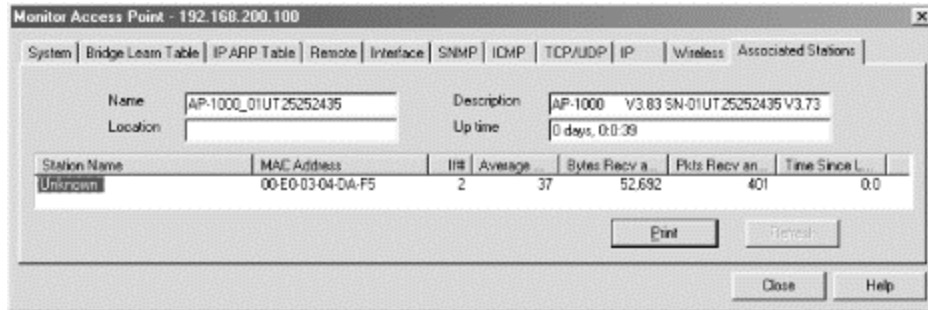 Monitor Access Point - 192.168.200.100
System Bridge Learn Table IP ARP Table Remote Interface SNMP ICMP TCP/UDP IP Wireless Associated Stations
Name AP-1000_01UT25252435 Description AP-1000 V3.83 SN-01UT25252435 V3.73
Location Up time 0 days, 0:0:39
Station Name MAC Address If# Average ... Bytes Recv a... Pkts Recv an... Time Since L...
Unknown 00-E0-03-04-DA-F5 2 37 52,692 401 0:0
Print Refresh
Close Help